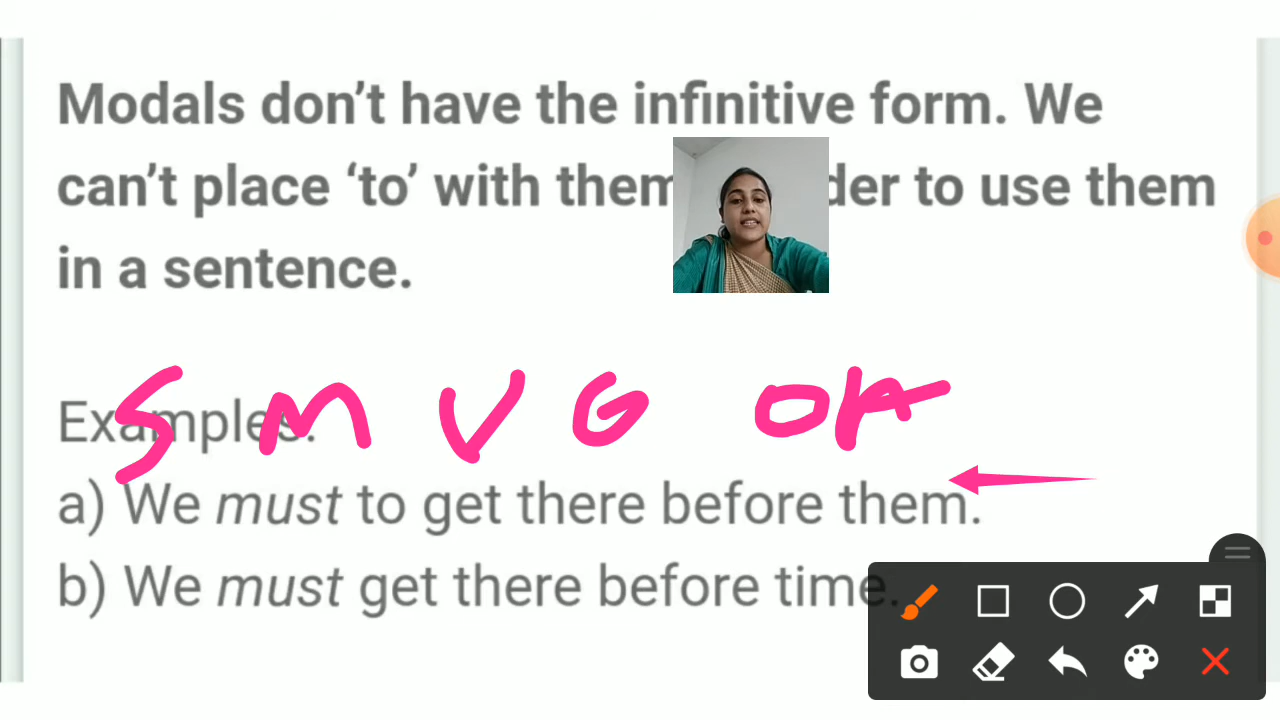 Modals don’t have the infinitive form. We
can’t place ‘to’ with them der to use them
in a sentence.
S M V G OA
Examples:
a) We must to get there before them.
b) We must get there before time.